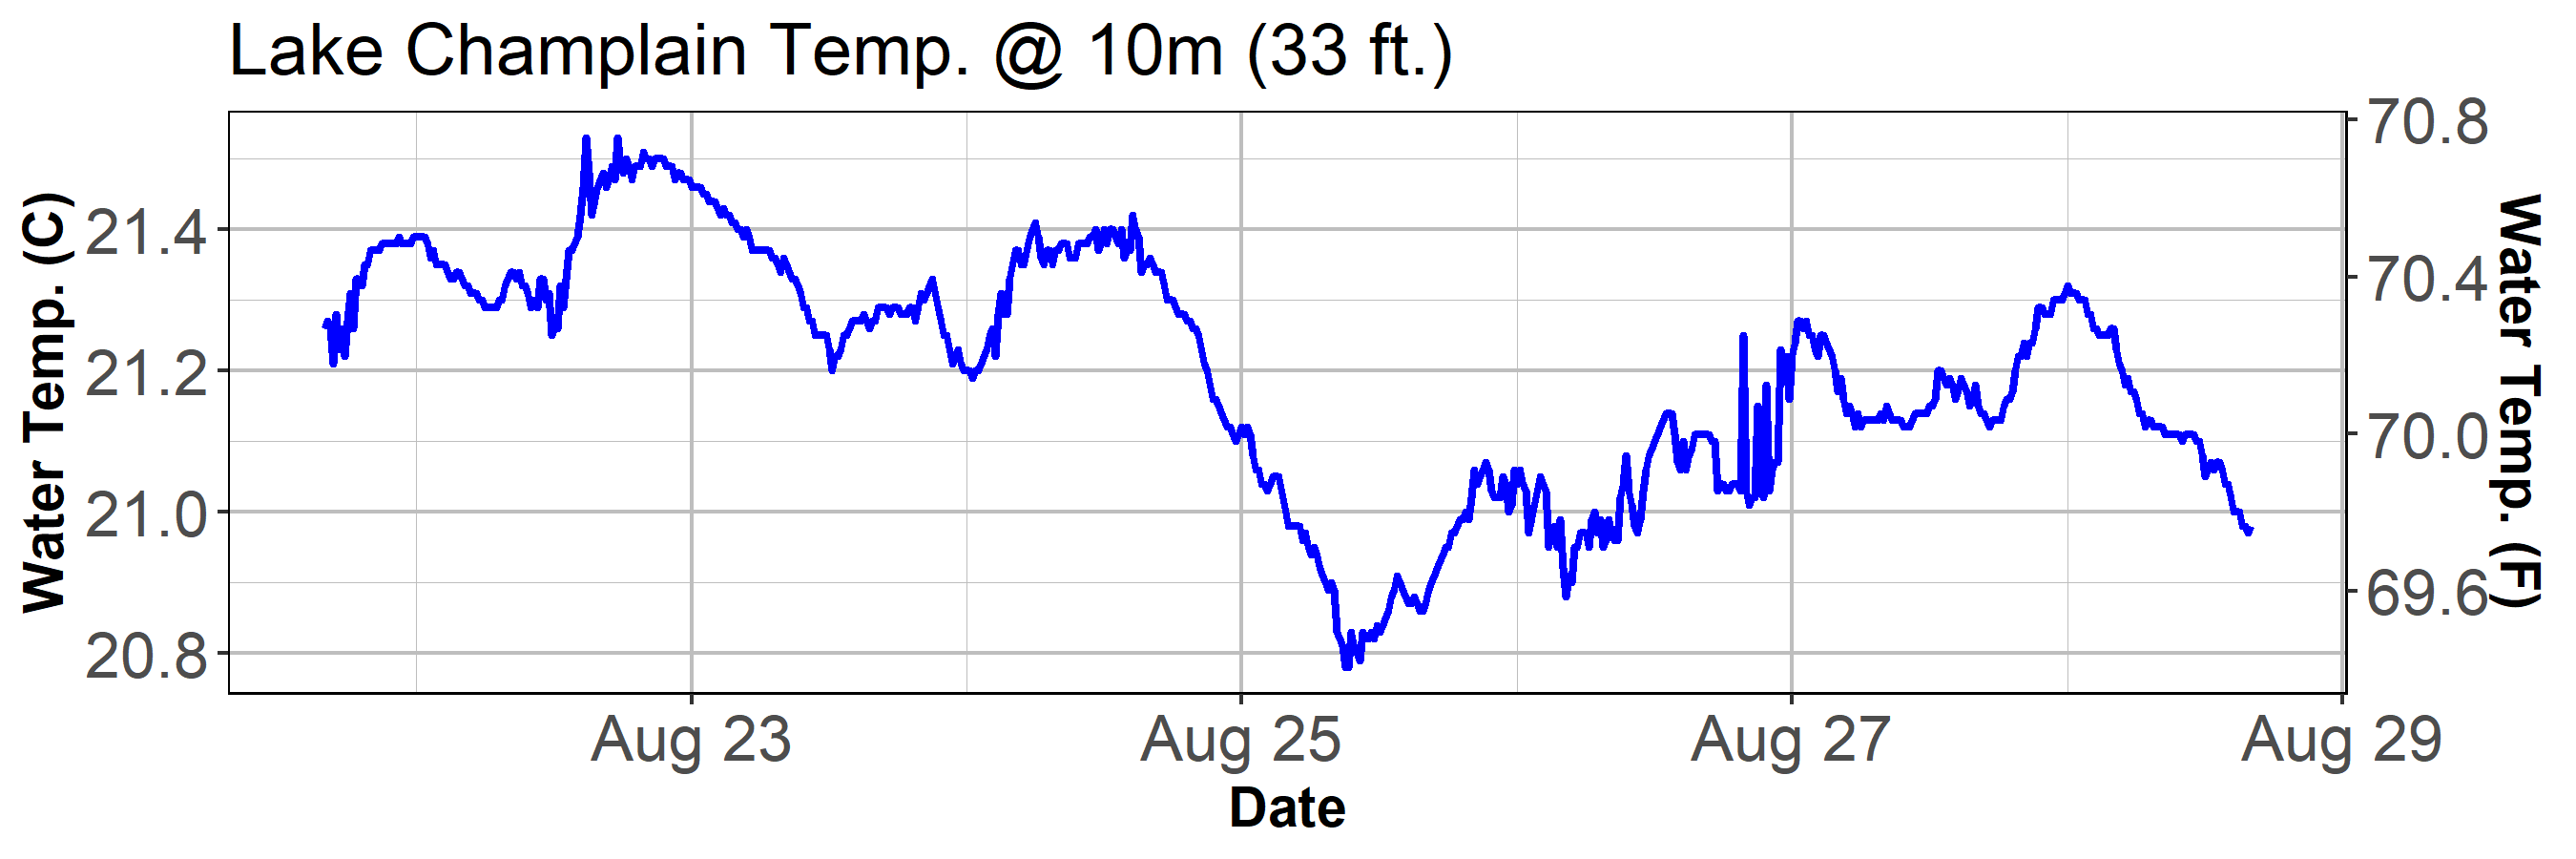 Lake Champlain Temp. @ 10m (33 ft.)
Water Temp. (C)
21.4
21.2
21.0
20.8
70.8
70.4
70.0
69.6
Water Temp. (F)
Aug 23
Aug 25
Aug 27
Aug 29
Date